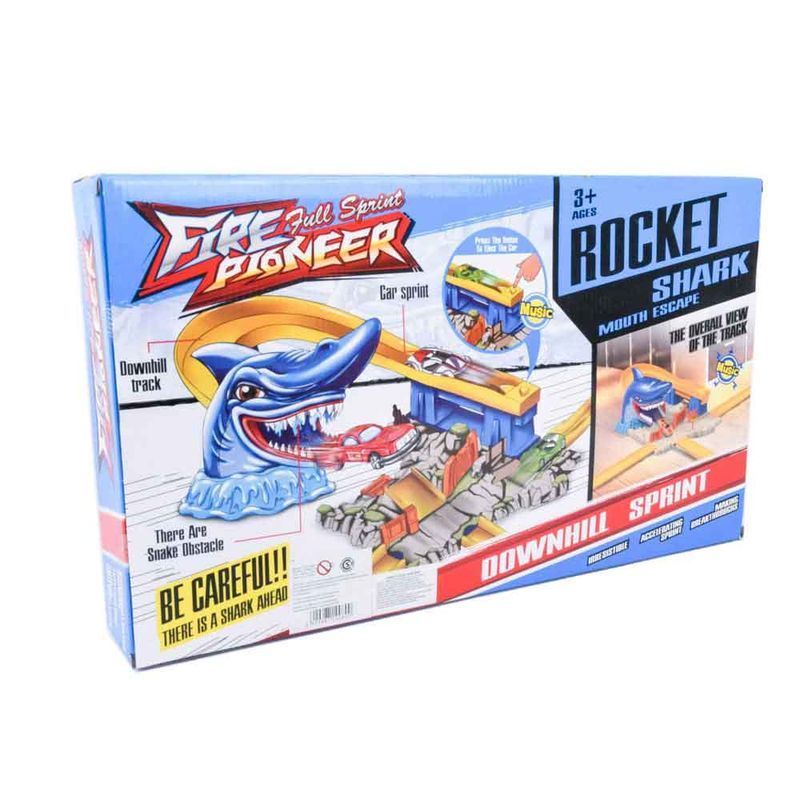 FIRE Full Sprint
PIONEER
Press The Button
To Eject The Car
Music
Car sprint
Downhill
track
There Are
Snake Obstacle
BE CAREFUL!!
THERE IS A SHARK AHEAD
3+
AGES
ROCKET
SHARK
MOUTH ESCAPE
THE OVERALL VIEW
OF THE TRACK
Music
DOWNHILL SPRINT
IRRESISTIBLE
ACCELERATING
SPRINT
MAKING
BREAKTHROUGHS